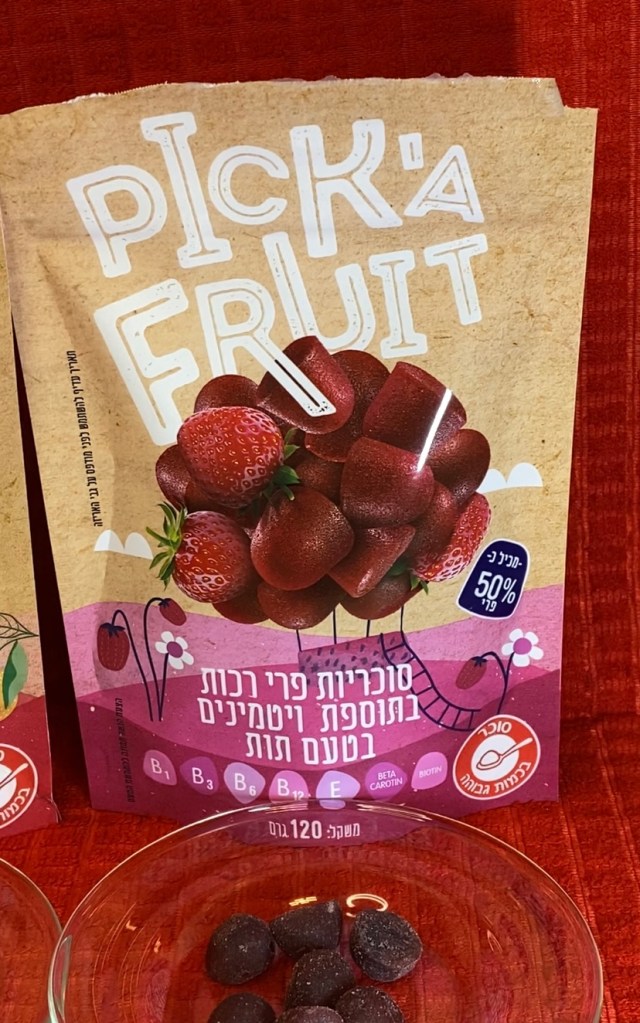 PICK'A
FRUIT
-מכיל כ-
50%
פרי
סוכריות פרי רכות
בתוספת ויטמינים
בטעם תות
B1
B3
B6
B12
E
BETA
CAROTIN
BIOTIN
סוכר
בכמות גבוהה
משקל: 120 גרם